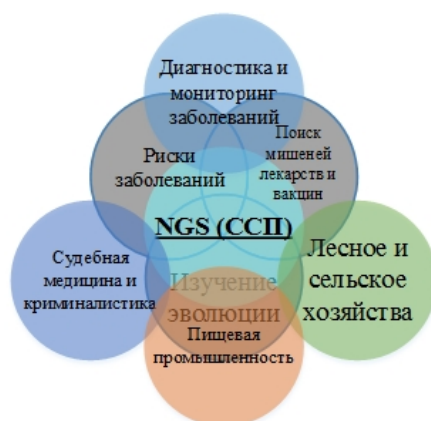 Диагностика и
мониторинг
заболеваний
Поиск
мишеней
лекарств и
вакцин
Риски
заболеваний
NGS (ССП)
Судебная
медицина и
криминалистика
Лесное и
сельское
хозяйства
Изучение
эволюции
Пищевая
промышленность